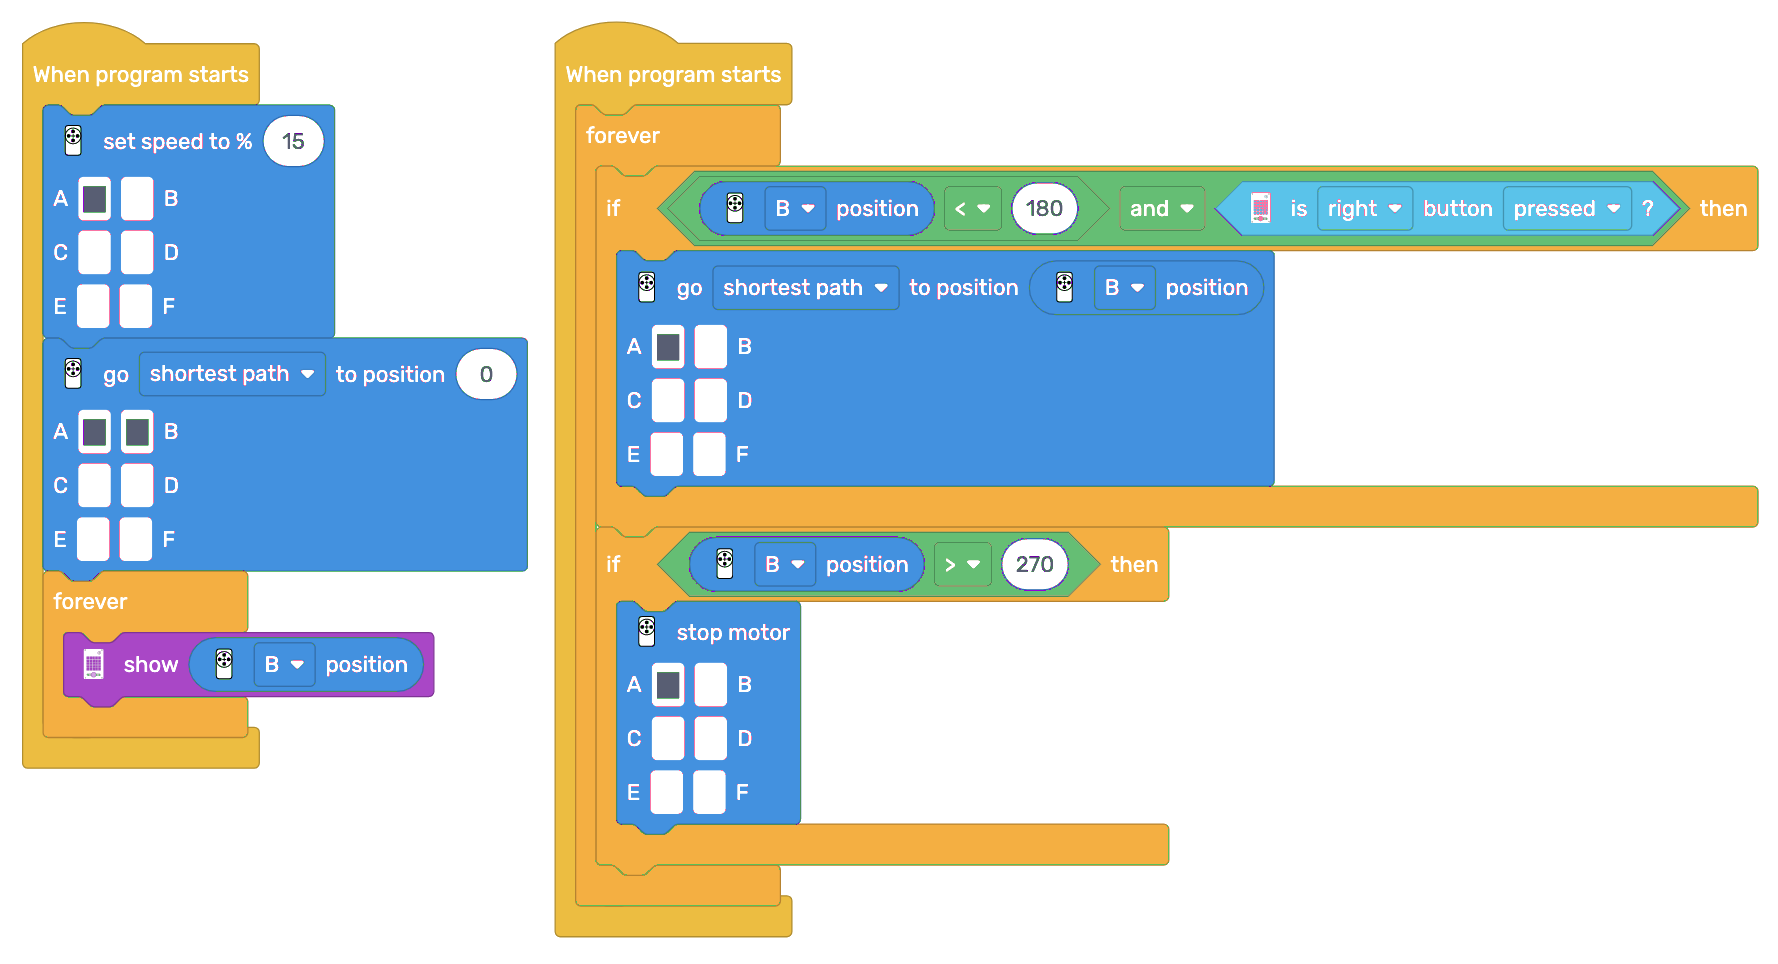 When program starts
set speed to % 15
A B
C D
E F
go shortest path to position 0
A B
C D
E F
forever
show B position
When program starts
forever
if B position < 180 and is right button pressed ? then
go shortest path to position B position
A B
C D
E F
if B position > 270 then
stop motor
A B
C D
E F